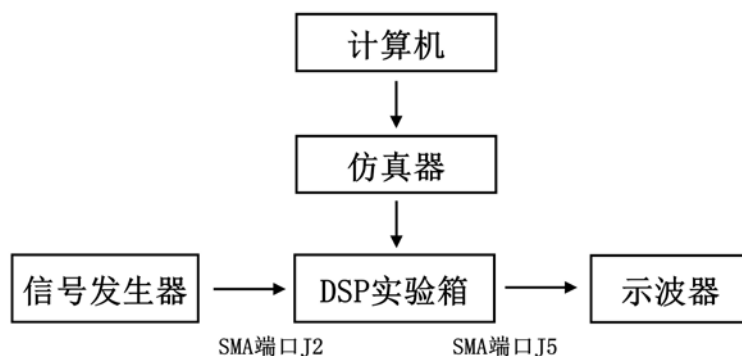 计算机
仿真器
信号发生器
DSP实验箱
示波器
SMA端口J2
SMA端口J5